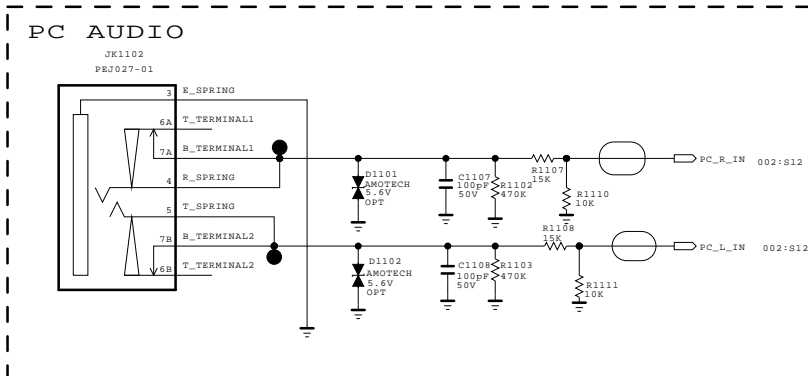 PC AUDIO
JK1102
PEJ027-01
3 E_SPRING
6A T_TERMINAL1
7A B_TERMINAL1
4 R_SPRING
5 T_SPRING
7B B_TERMINAL2
6B T_TERMINAL2
D1101
AMOTECH
5.6V
OPT
C1107
100pF
50V
R1102
470K
R1107
15K
R1110
10K
PC_R_IN 002:S12
D1102
AMOTECH
5.6V
OPT
C1108
100pF
50V
R1103
470K
R1108
15K
R1111
10K
PC_L_IN 002:S12